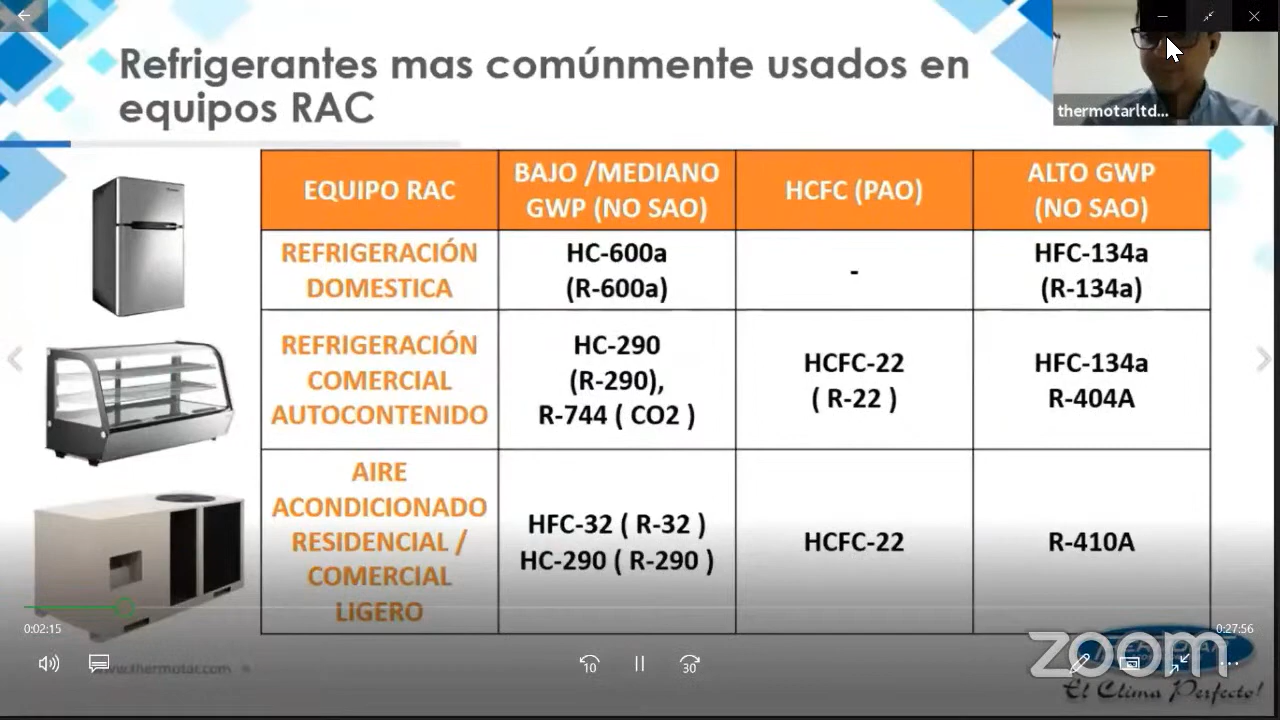 Refrigerantes mas comúnmente usados en
equipos RAC
thermotarltd...
EQUIPO RAC
BAJO /MEDIANO
GWP (NO SAO)
HCFC (PAO)
ALTO GWP
(NO SAO)
REFRIGERACIÓN
DOMESTICA
HC-600a
(R-600a)
-
HFC-134a
(R-134a)
REFRIGERACIÓN
COMERCIAL
AUTOCONTENIDO
HC-290
(R-290),
R-744 ( CO2 )
HCFC-22
( R-22 )
HFC-134a
R-404A
AIRE
ACONDICIONADO
RESIDENCIAL /
COMERCIAL
LIGERO
HFC-32 ( R-32 )
HC-290 ( R-290 )
HCFC-22
R-410A
0:02:15
0:27:56
10
30
www.thermotar.com
zoom
El Clima Perfecto!